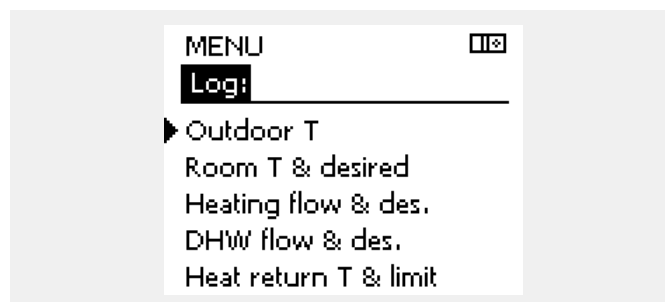 MENU
Log:
Outdoor T
Room T & desired
Heating flow & des.
DHW flow & des.
Heat return T & limit